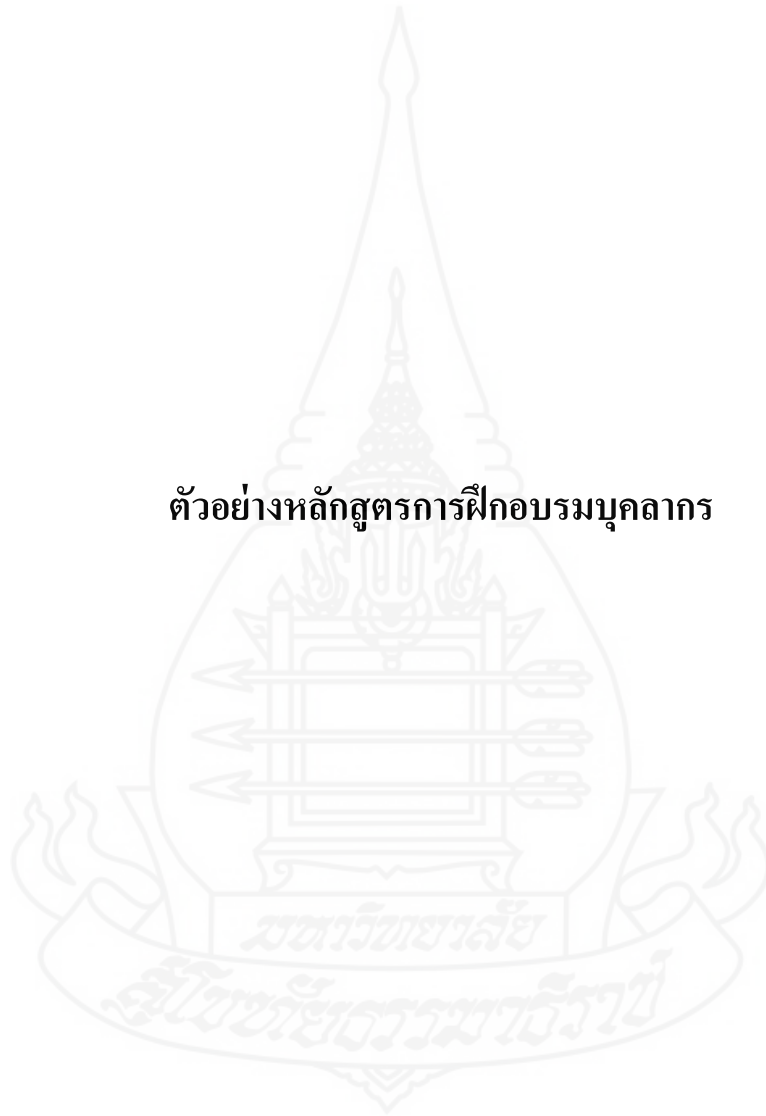 ตัวอย่างหลักสูตรการฝึกอบรมบุคลากร
มหาวิทยาลัย
สุโขทัยธรรมาธิราช